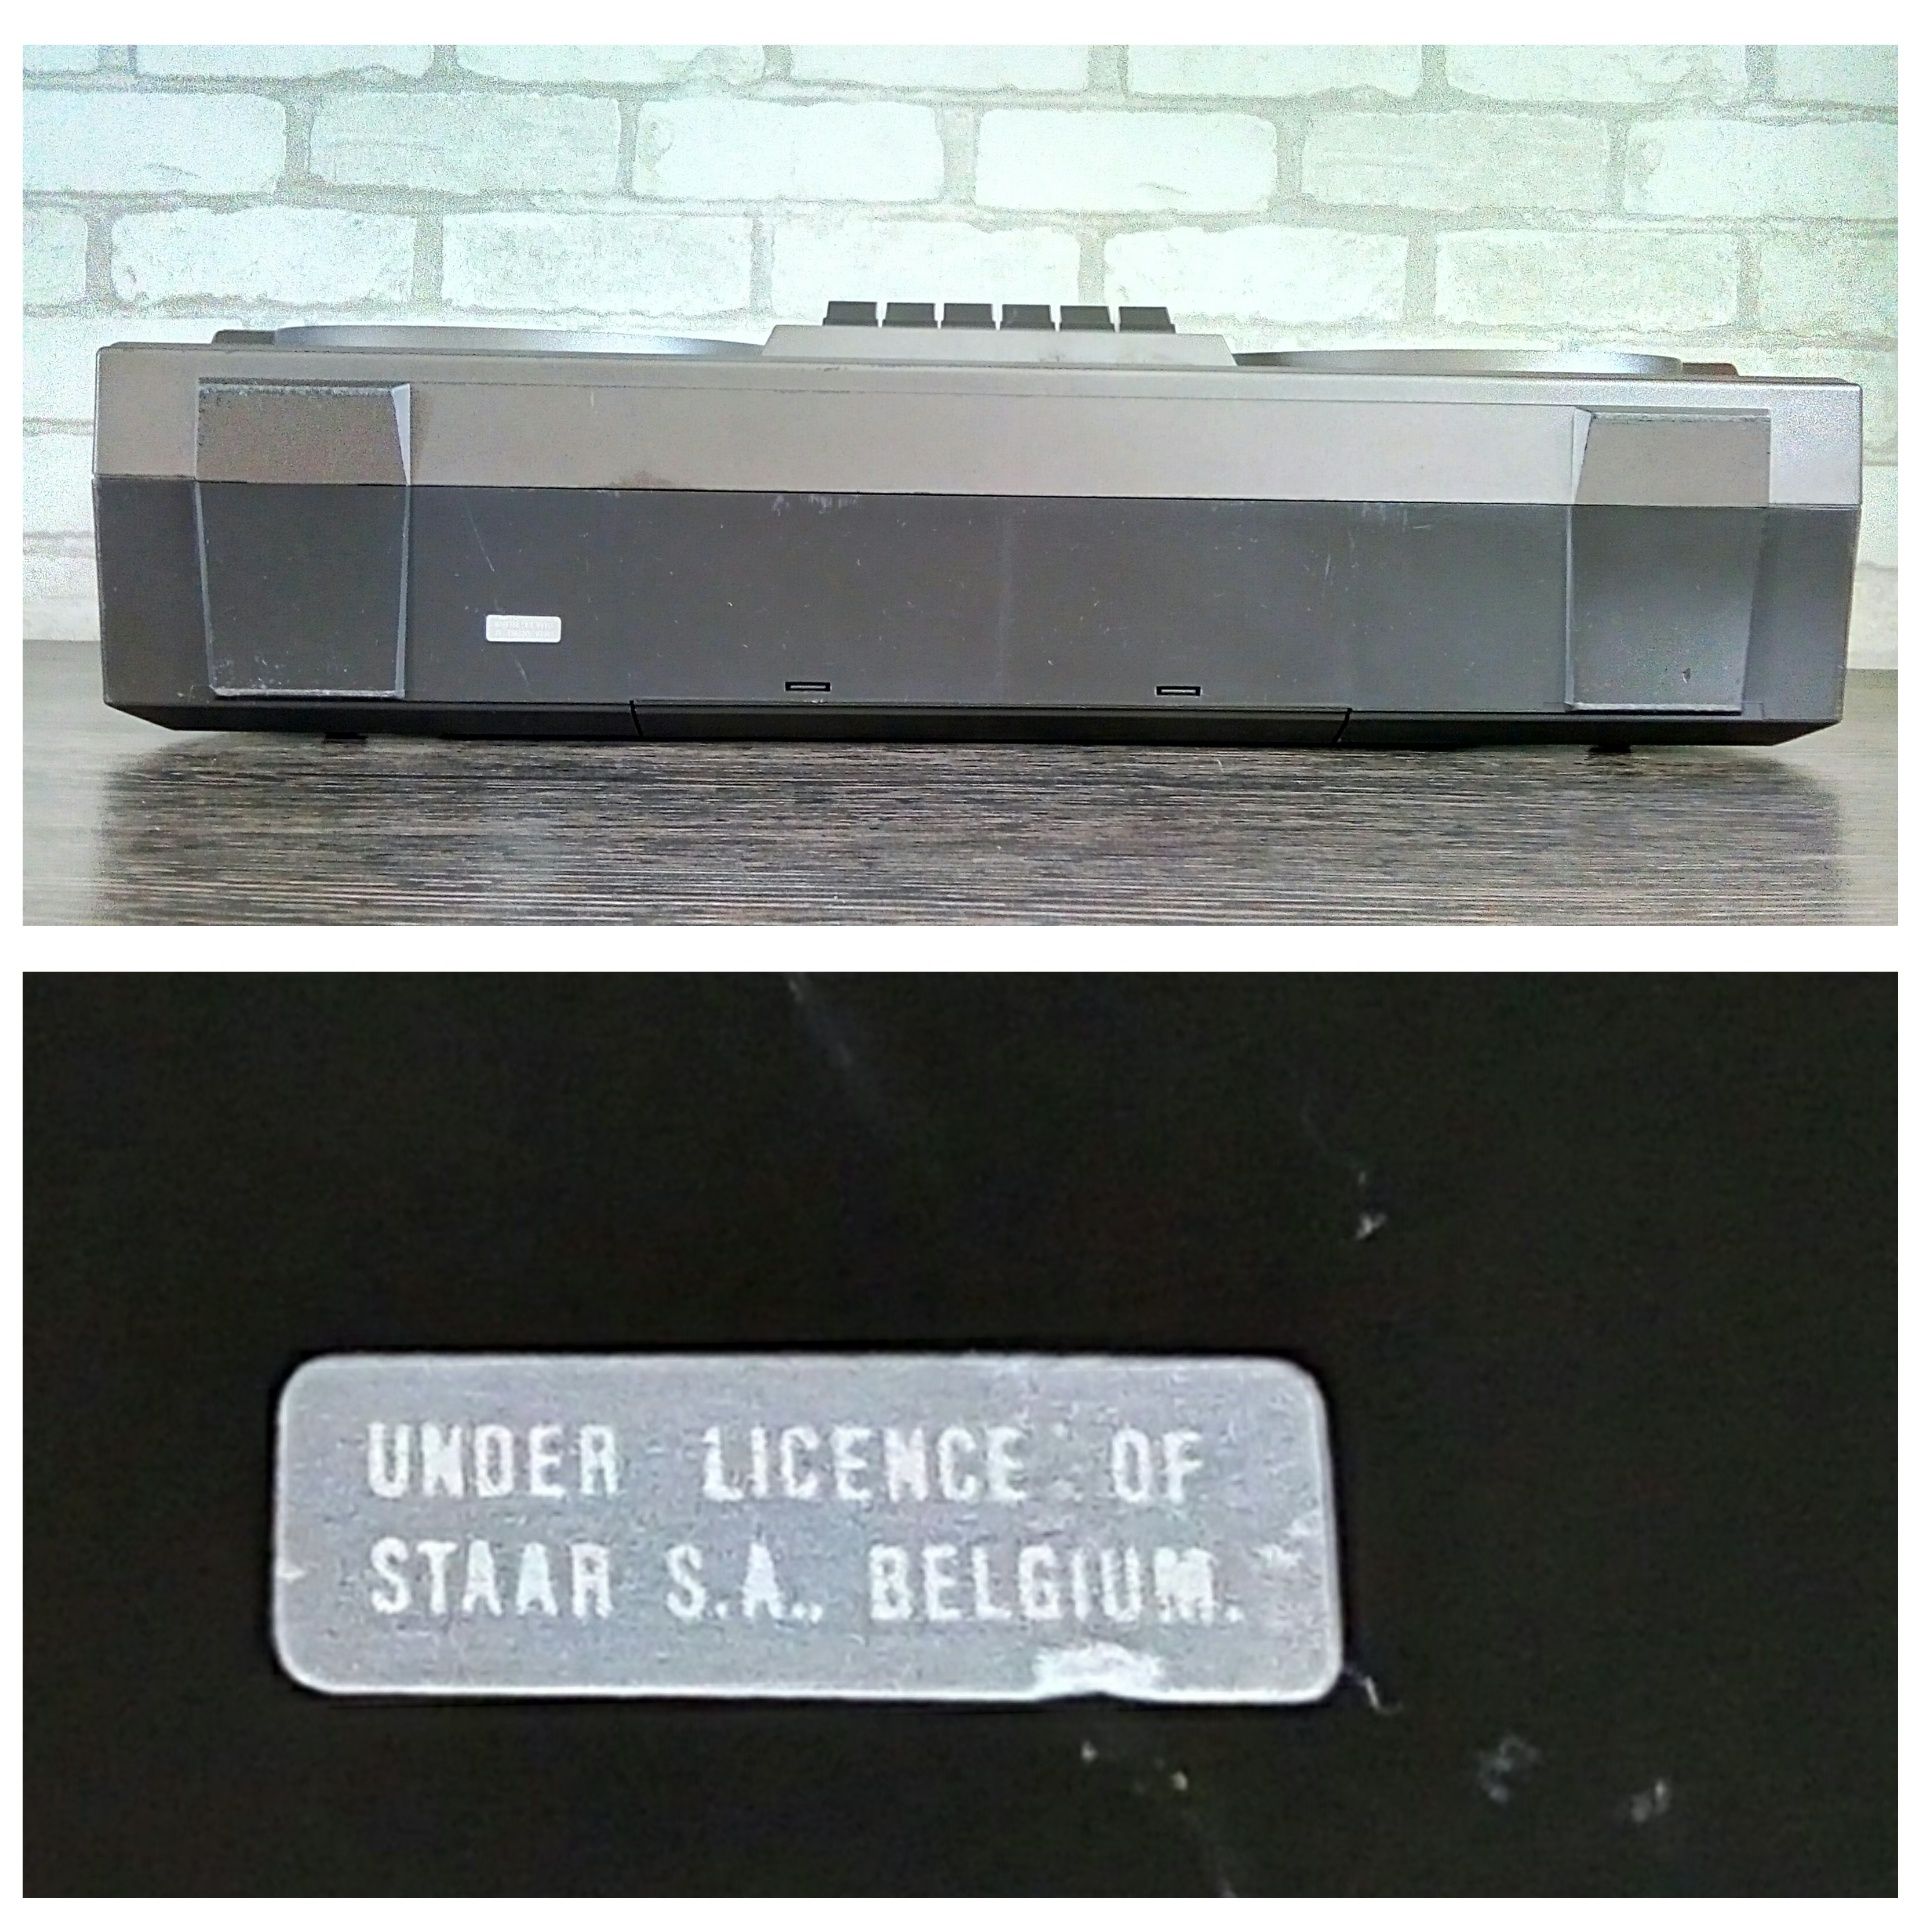 UNDER LICENCE OF
STAAR S.A., BELGIUM.